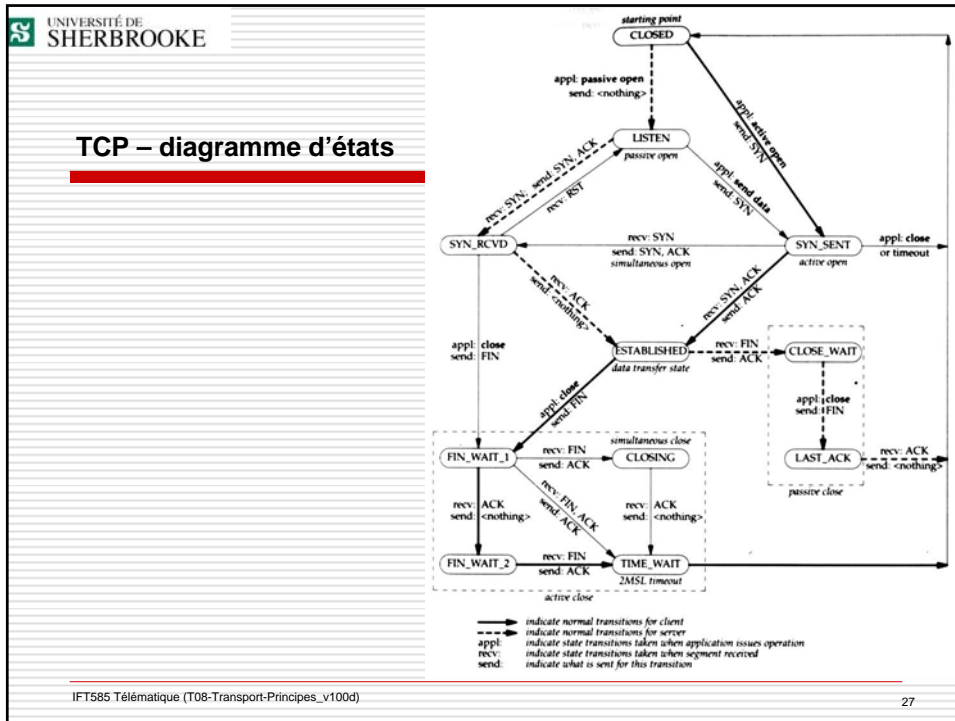 UNIVERSITÉ DE
SHERBROOKE
TCP – diagramme d'états
starting point
CLOSED
appl: passive open
send: <nothing>
appl: active open
send: SYN
LISTEN
passive open
recv: SYN; send: SYN, ACK
recv: RST
appl: send data
send: SYN
SYN_RCVD
recv: SYN
send: SYN, ACK
simultaneous open
SYN_SENT
active open
appl: close
or timeout
recv: ACK
send: <nothing>
recv: SYN, ACK
send: ACK
appl: close
send: FIN
ESTABLISHED
data transfer state
recv: FIN
send: ACK
CLOSE_WAIT
appl: close
send: FIN
appl: close
send: FIN
LAST_ACK
recv: ACK
send: <nothing>
passive close
simultaneous close
FIN_WAIT_1
recv: FIN
send: ACK
CLOSING
recv: ACK
send: <nothing>
recv: FIN, ACK
send: ACK
recv: ACK
send: <nothing>
FIN_WAIT_2
recv: FIN
send: ACK
TIME_WAIT
2MSL timeout
active close
indicate normal transitions for client
indicate normal transitions for server
appl: indicate state transitions taken when application issues operation
recv: indicate state transitions taken when segment received
send: indicate what is sent for this transition
IFT585 Télématique (T08-Transport-Principes_v100d)
27